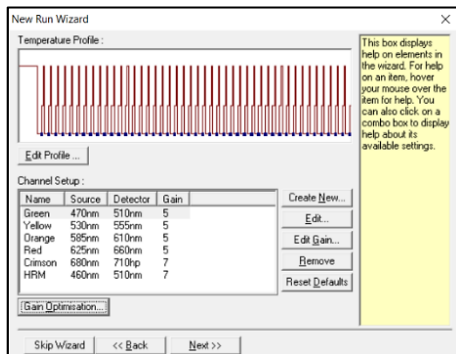 New Run Wizard
Temperature Profile :
Edit Profile ...
Channel Setup :
Name Source Detector Gain
Green 470nm 510nm 5
Yellow 530nm 555nm 5
Orange 585nm 610nm 5
Red 625nm 660nm 5
Crimson 680nm 710hp 7
HRM 460nm 510nm 7
Create New...
Edit...
Edit Gain...
Remove
Reset Defaults
Gain Optimisation...
Skip Wizard << Back Next >>
This box displays
help on elements in
the wizard. For help
on an item, hover
your mouse over the
item for help. You
can also click on a
combo box to display
help about its
available settings.